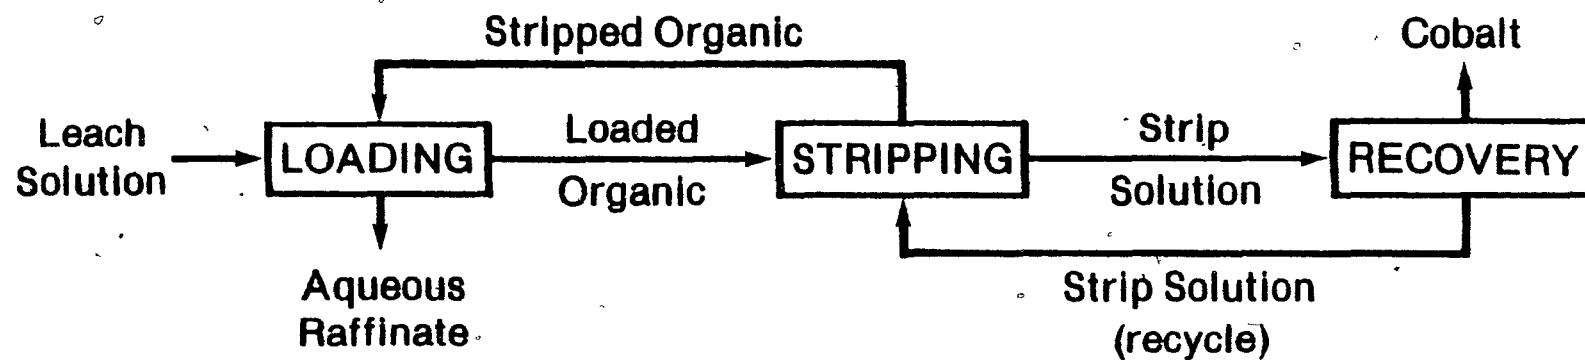 Stripped Organic
Cobalt
Leach
Solution
LOADING
Loaded
Organic
STRIPPING
Strip
Solution
RECOVERY
Aqueous
Raffinate
Strip Solution
(recycle)